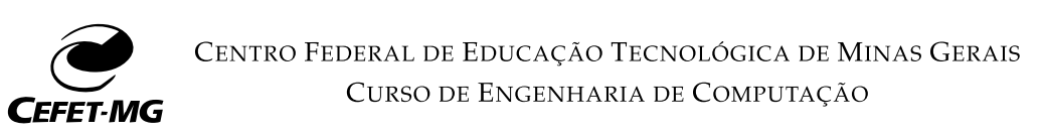 CENTRO FEDERAL DE EDUCAÇÃO TECNOLÓGICA DE MINAS GERAIS
CURSO DE ENGENHARIA DE COMPUTAÇÃO
CEFET-MG